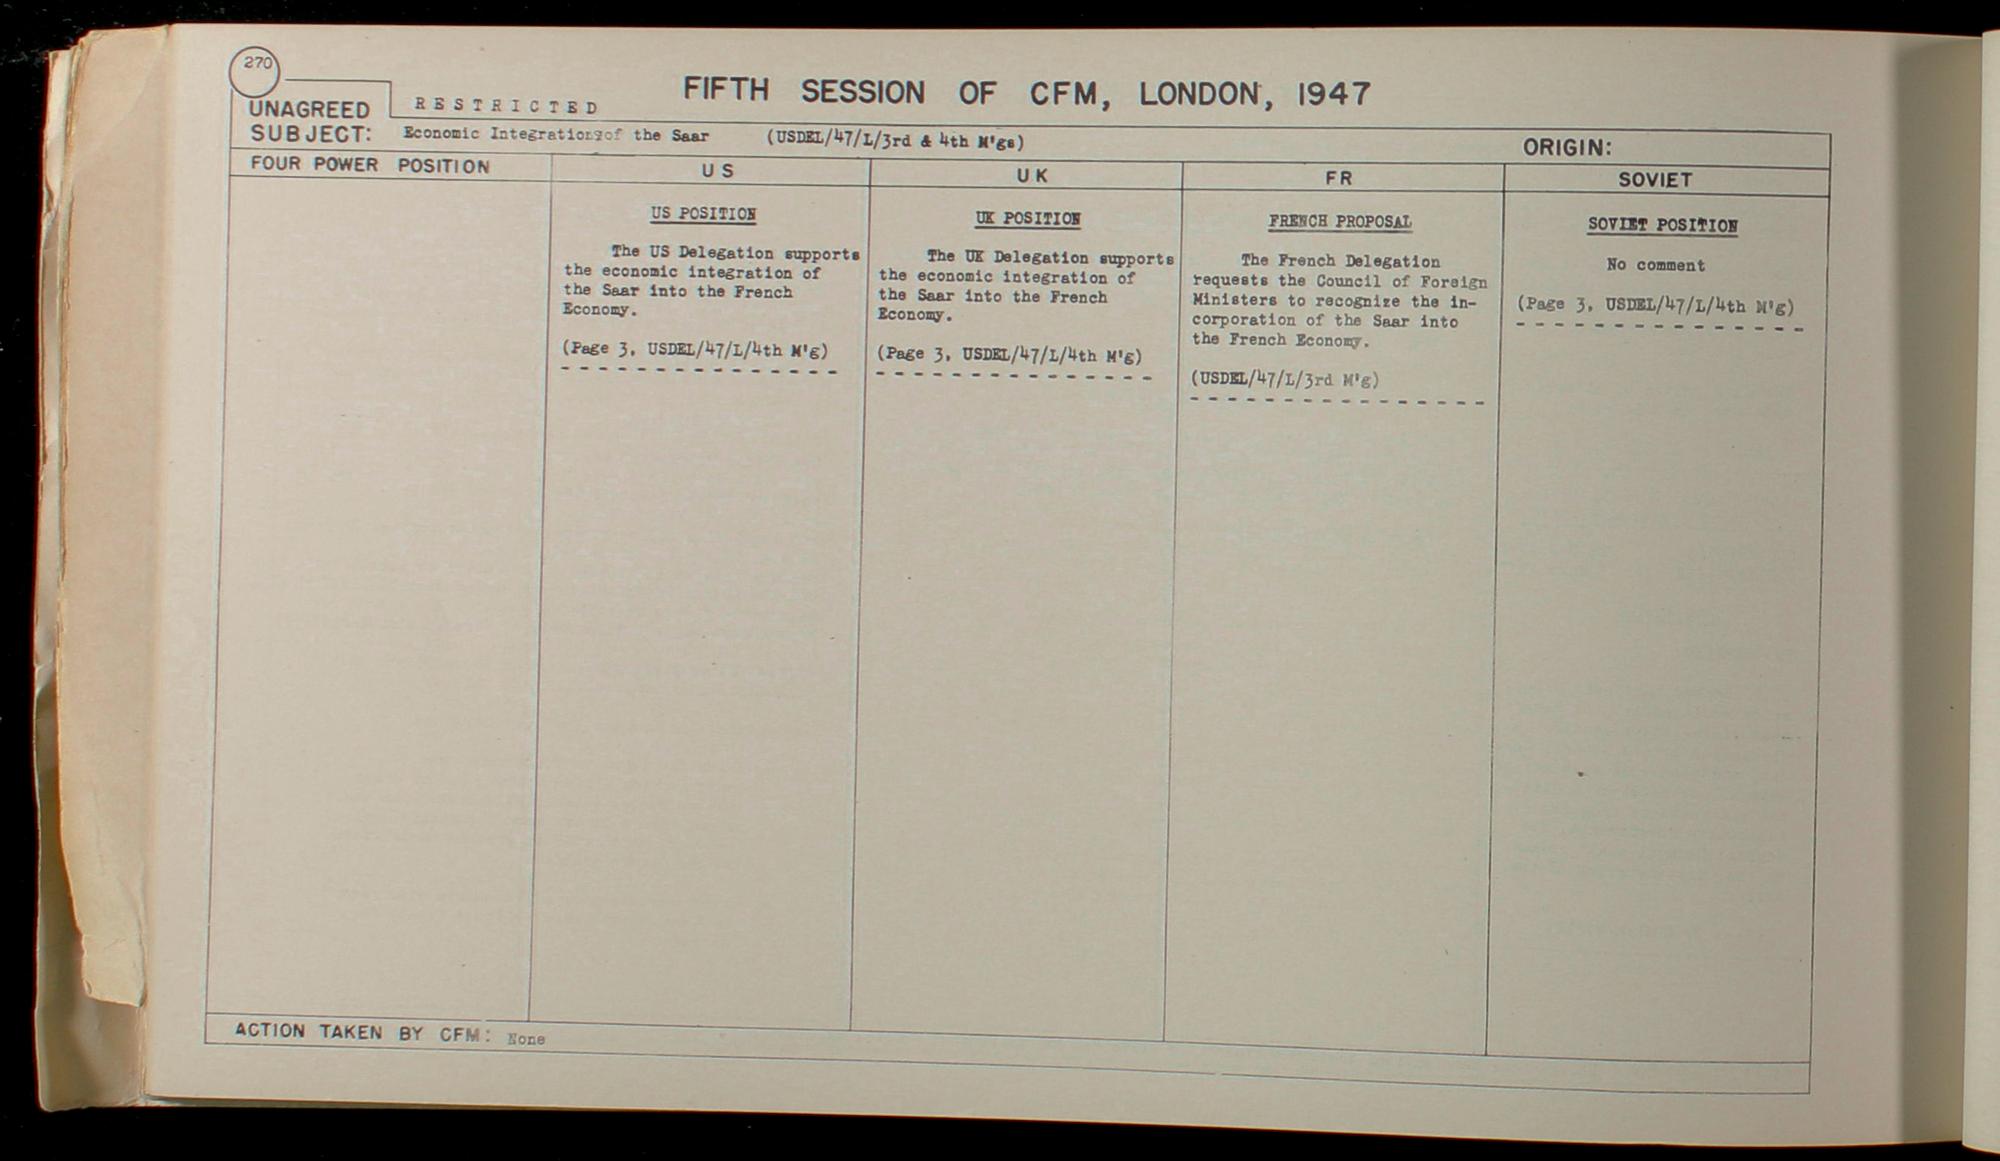 270
FIFTH SESSION OF CFM, LONDON, 1947
UNAGREED
RESTRICTED
SUBJECT: Economic Integration of the Saar (USDEL/47/L/3rd & 4th M'gs)
ORIGIN:
FOUR POWER POSITION
US
UK
FR
SOVIET
US POSITION
The US Delegation supports
the economic integration of
the Saar into the French
Economy.
(Page 3, USDEL/47/L/4th M'g)
UK POSITION
The UK Delegation supports
the economic integration of
the Saar into the French
Economy.
(Page 3, USDEL/47/L/4th M'g)
FRENCH PROPOSAL
The French Delegation
requests the Council of Foreign
Ministers to recognize the in-
corporation of the Saar into
the French Economy.
(USDEL/47/L/3rd M'g)
SOVIET POSITION
No comment
(Page 3, USDEL/47/L/4th M'g)
ACTION TAKEN BY CFM: None